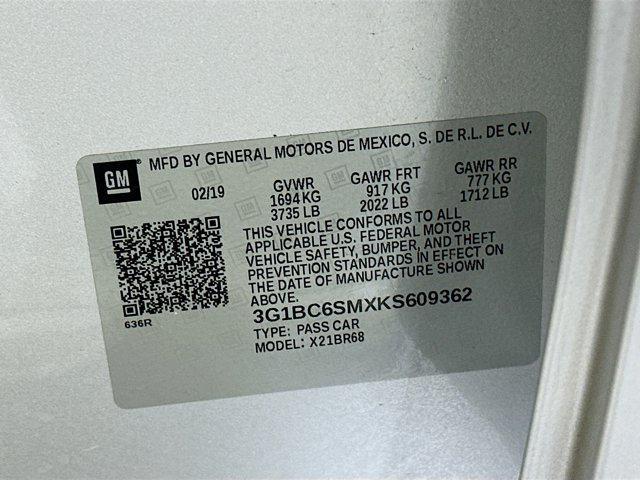 GM
MFD BY GENERAL MOTORS DE MEXICO, S. DE R.L. DE C.V.
02/19 GVWR GAWR FRT GAWR RR
1694 KG 917 KG 777 KG
3735 LB 2022 LB 1712 LB
THIS VEHICLE CONFORMS TO ALL
APPLICABLE U.S. FEDERAL MOTOR
VEHICLE SAFETY, BUMPER, AND THEFT
PREVENTION STANDARDS IN EFFECT ON
THE DATE OF MANUFACTURE SHOWN
ABOVE.
636R
3G1BC6SMXKS609362
TYPE: PASS CAR
MODEL: X21BR68